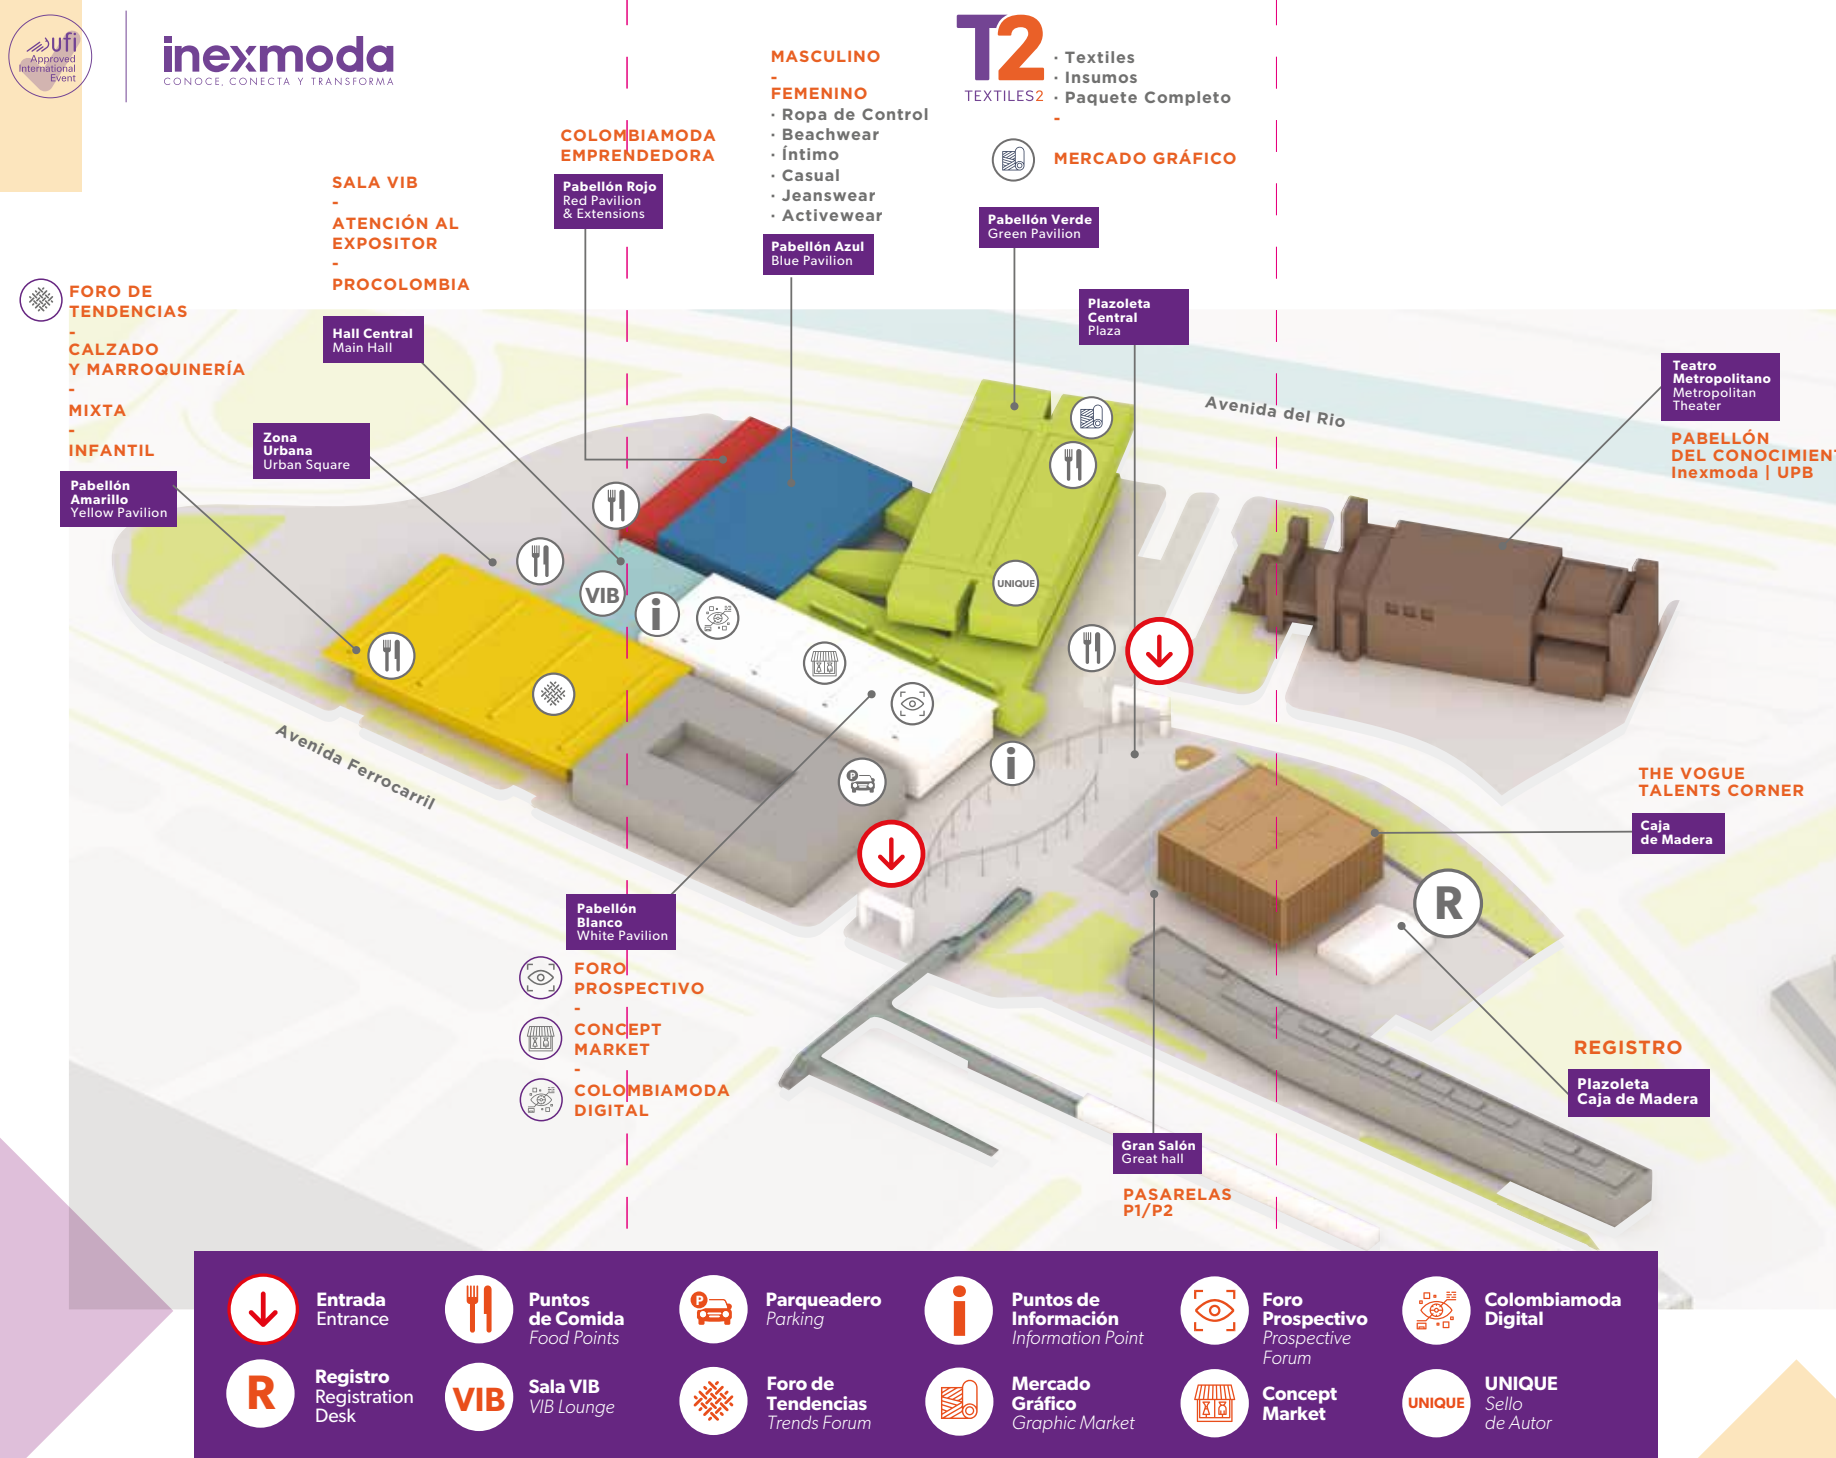 ufi
Approved
International
Event
inexmoda
CONOCE, CONECTA Y TRANSFORMA
T2
TEXTILES2
· Textiles
· Insumos
· Paquete Completo
-
MERCADO GRÁFICO
Pabellón Verde
Green Pavilion
MASCULINO
-
FEMENINO
· Ropa de Control
· Beachwear
· Íntimo
· Casual
· Jeanswear
· Activewear
Pabellón Azul
Blue Pavilion
COLOMBIAMODA
EMPRENDEDORA
Pabellón Rojo
Red Pavilion
& Extensions
SALA VIB
-
ATENCIÓN AL
EXPOSITOR
-
PROCOLOMBIA
Hall Central
Main Hall
FORO DE
TENDENCIAS
-
CALZADO
Y MARROQUINERÍA
-
MIXTA
-
INFANTIL
Pabellón
Amarillo
Yellow Pavilion
Zona
Urbana
Urban Square
Plazoleta
Central
Plaza
Avenida del Rio
Teatro
Metropolitano
Metropolitan
Theater
PABELLÓN
DEL CONOCIMIEN
Inexmoda | UPB
UNIQUE
VIB
i
Avenida Ferrocarril
P
i
THE VOGUE
TALENTS CORNER
Caja
de Madera
R
Pabellón
Blanco
White Pavilion
FORO
PROSPECTIVO
-
CONCEPT
MARKET
-
COLOMBIAMODA
DIGITAL
REGISTRO
Plazoleta
Caja de Madera
Gran Salón
Great hall
PASARELAS
P1/P2
Entrada
Entrance
Puntos
de Comida
Food Points
P
Parqueadero
Parking
i
Puntos de
Información
Information Point
Foro
Prospectivo
Prospective
Forum
Colombiamoda
Digital
R
Registro
Registration
Desk
VIB
Sala VIB
VIB Lounge
Foro de
Tendencias
Trends Forum
Mercado
Gráfico
Graphic Market
Concept
Market
UNIQUE
UNIQUE
Sello
de Autor